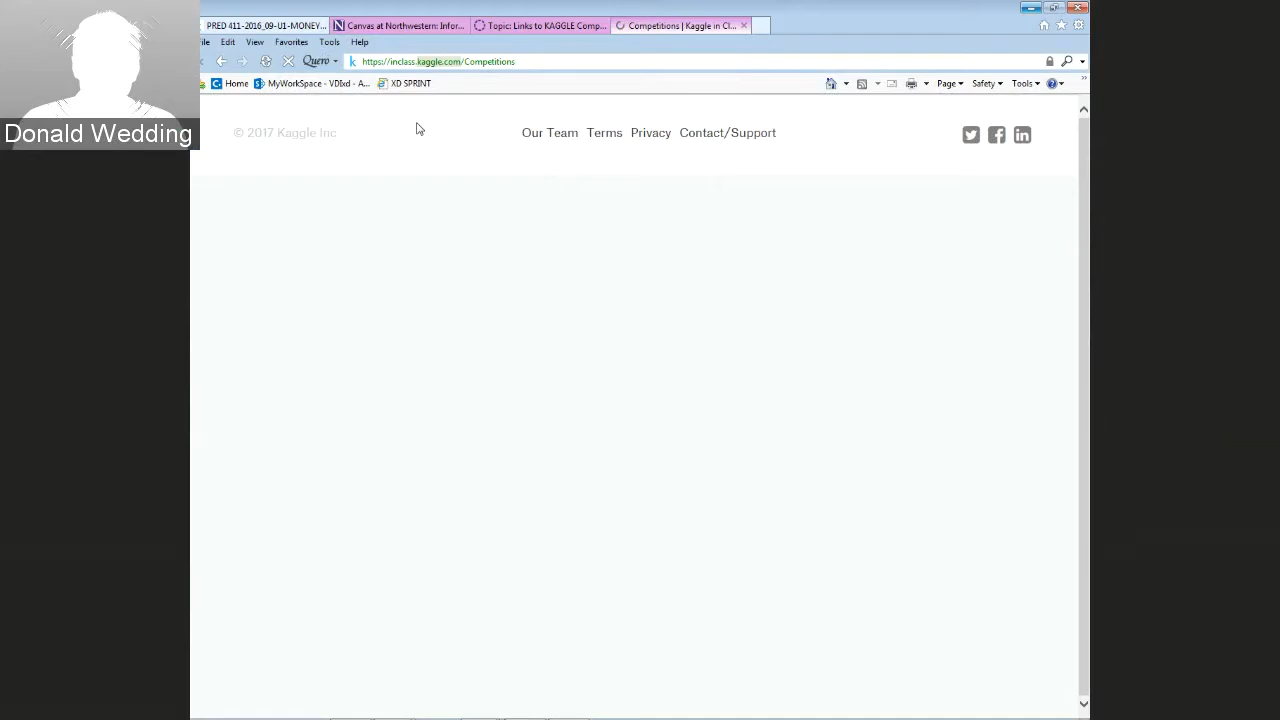 PRED 411-2016_09-U1-MONEY...
Canvas at Northwestern: Infor...
Topic: Links to KAGGLE Comp...
Competitions | Kaggle in Cl...
Edit View Favorites Tools Help
Quero
https://inclass.kaggle.com/Competitions
Home
MyWorkSpace - VDIxd - A...
XD SPRINT
Page
Safety
Tools
Donald Wedding
© 2017 Kaggle Inc
Our Team Terms Privacy Contact/Support